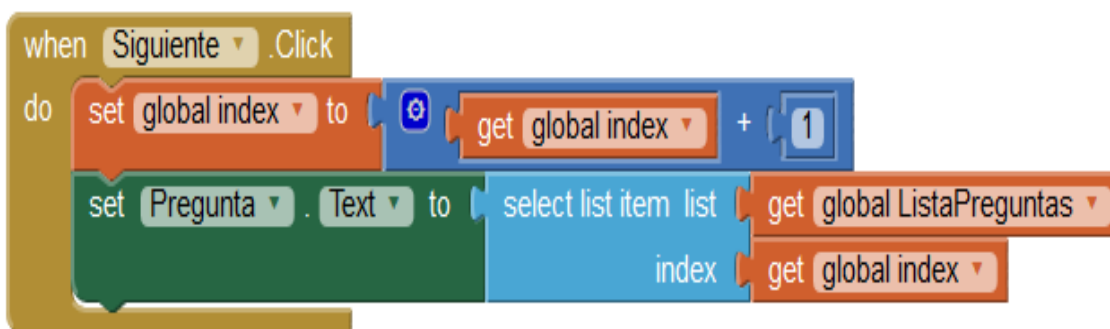 when Siguiente .Click
do set global index to get global index + 1
set Pregunta . Text to select list item list get global ListaPreguntas
index get global index